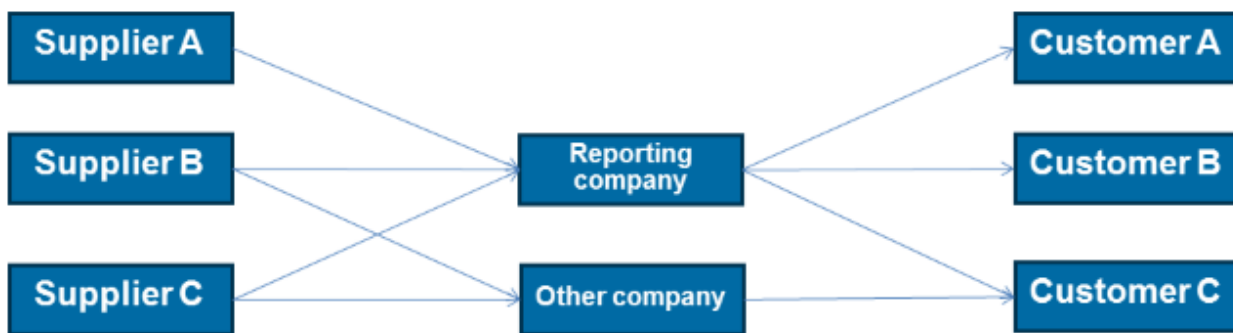 Supplier A
Customer A
Supplier B
Reporting
company
Customer B
Supplier C
Other company
Customer C